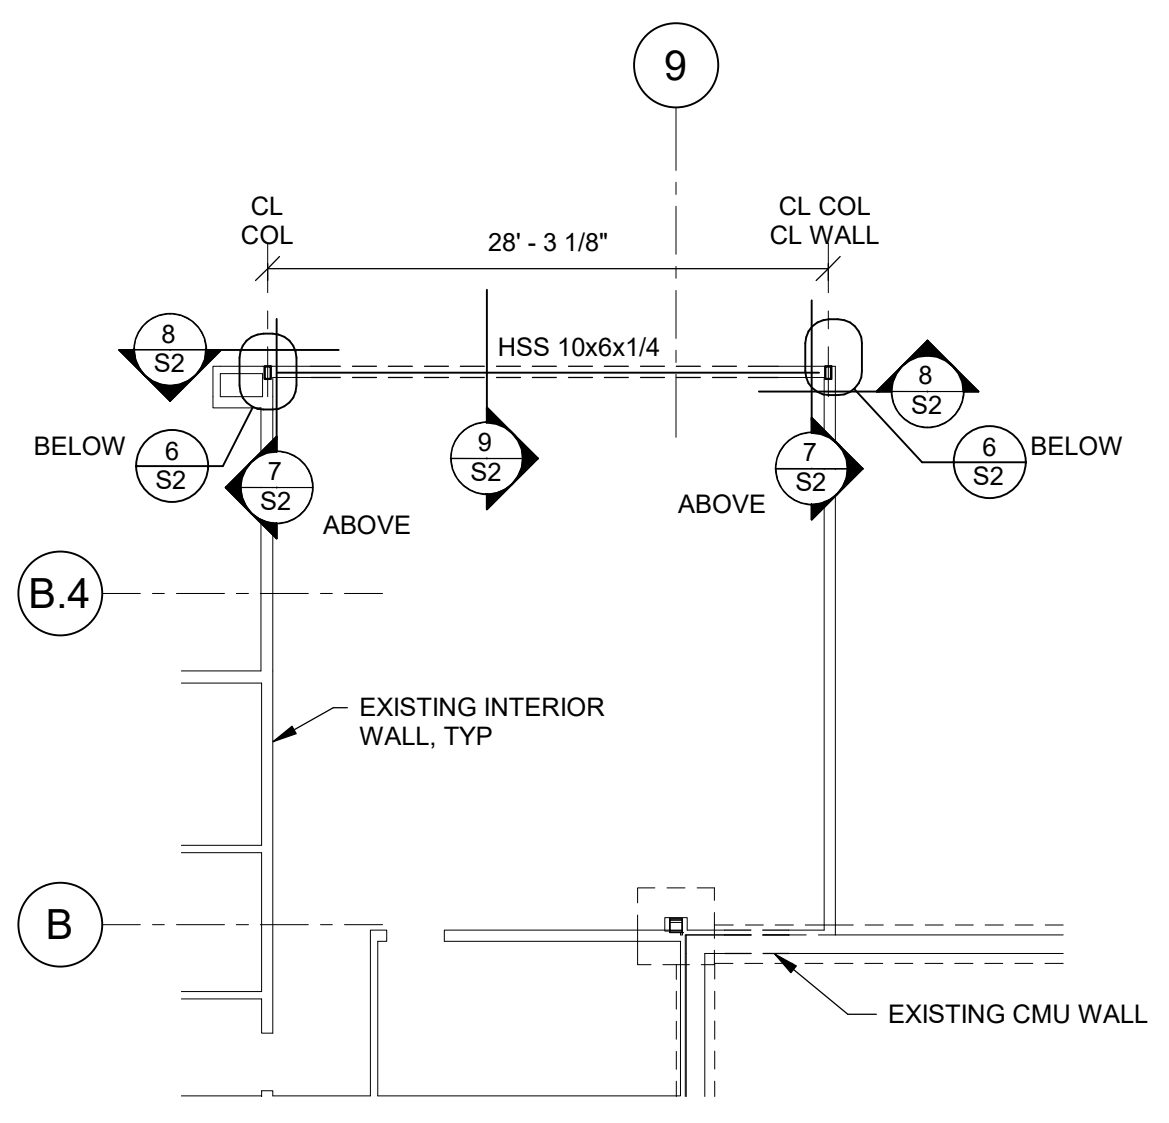 9
CL
COL
28' - 3 1/8"
CL COL
CL WALL
8
S2
HSS 10x6x1/4
8
S2
BELOW
6
S2
7
S2
ABOVE
9
S2
7
S2
ABOVE
6
S2
BELOW
B.4
EXISTING INTERIOR
WALL, TYP
B
EXISTING CMU WALL